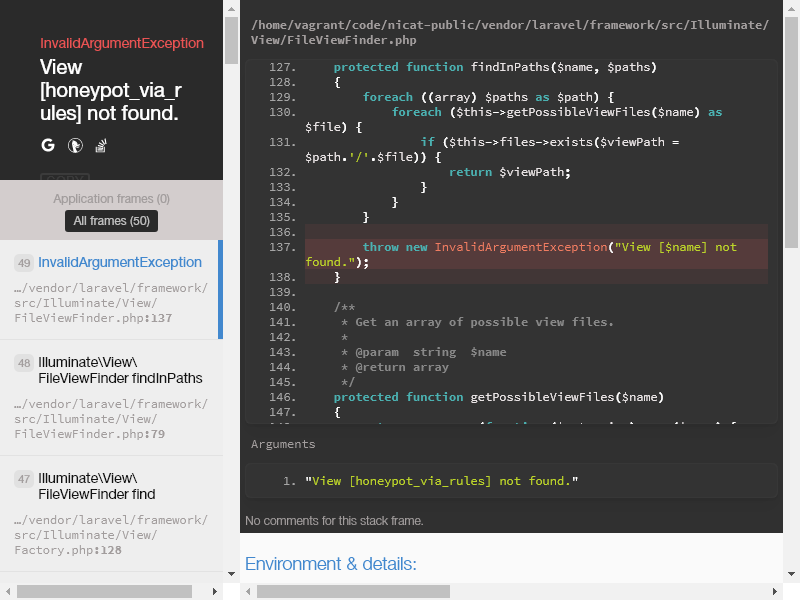 InvalidArgumentException
View
[honeypot_via_r
ules] not found.
COPY
Application frames (0)
All frames (50)
49 InvalidArgumentException
…/vendor/laravel/framework/
src/Illuminate/View/
FileViewFinder.php:137
48 Illuminate\View\
FileViewFinder findInPaths
…/vendor/laravel/framework/
src/Illuminate/View/
FileViewFinder.php:79
47 Illuminate\View\
FileViewFinder find
…/vendor/laravel/framework/
src/Illuminate/View/
Factory.php:128
/home/vagrant/code/nicat-public/vendor/laravel/framework/src/Illuminate/
View/FileViewFinder.php
127.     protected function findInPaths($name, $paths)
128.     {
129.         foreach ((array) $paths as $path) {
130.             foreach ($this->getPossibleViewFiles($name) as
$file) {
131.                 if ($this->files->exists($viewPath =
$path.'/'.$file)) {
132.                     return $viewPath;
133.                 }
134.             }
135.         }
136.
137.         throw new InvalidArgumentException("View [$name] not
found.");
138.     }
139.
140.     /**
141.      * Get an array of possible view files.
142.      *
143.      * @param  string  $name
144.      * @return array
145.      */
146.     protected function getPossibleViewFiles($name)
147.     {
Arguments
1. "View [honeypot_via_rules] not found."
No comments for this stack frame.
Environment & details: